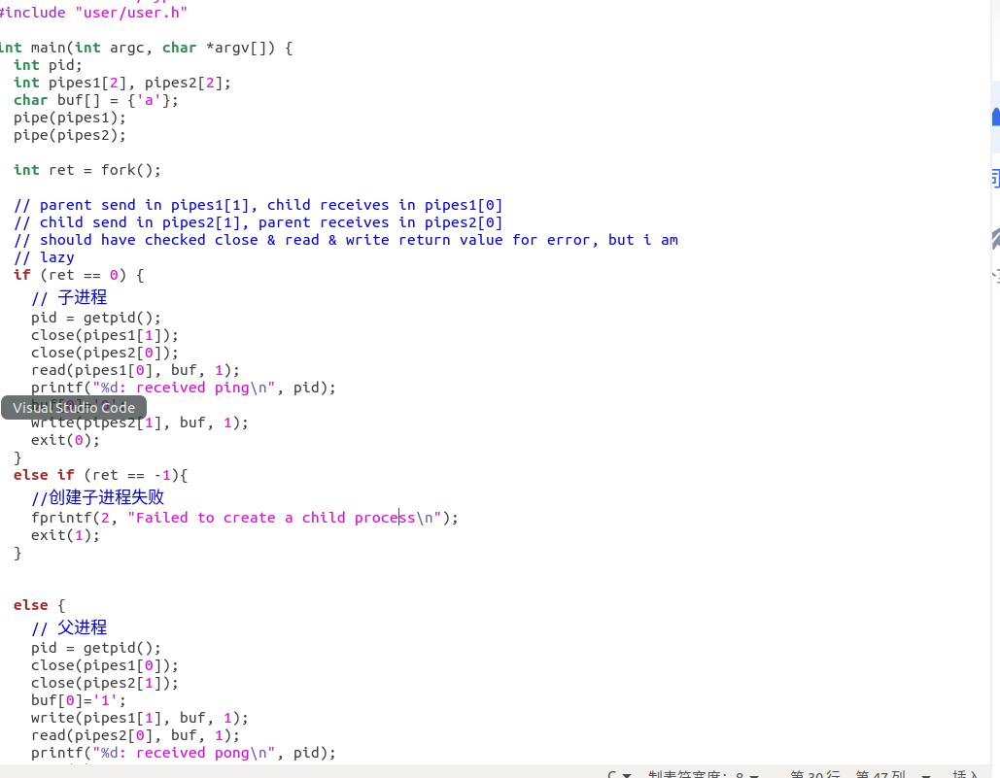 #include "user/user.h"
int main(int argc, char *argv[]) {
int pid;
int pipes1[2], pipes2[2];
char buf[] = {'a'};
pipe(pipes1);
pipe(pipes2);
int ret = fork();
// parent send in pipes1[1], child receives in pipes1[0]
// child send in pipes2[1], parent receives in pipes2[0]
// should have checked close & read & write return value for error, but i am
// lazy
if (ret == 0) {
// 子进程
pid = getpid();
close(pipes1[1]);
close(pipes2[0]);
read(pipes1[0], buf, 1);
printf("%d: received ping\n", pid);
Visual Studio Code
write(pipes2[1], buf, 1);
exit(0);
}
else if (ret == -1){
//创建子进程失败
fprintf(2, "Failed to create a child process\n");
exit(1);
}
else {
// 父进程
pid = getpid();
close(pipes1[0]);
close(pipes2[1]);
buf[0]='1';
write(pipes1[1], buf, 1);
read(pipes2[0], buf, 1);
printf("%d: received pong\n", pid);
C 制表符宽度：8 第 30 行，第 47 列 插入